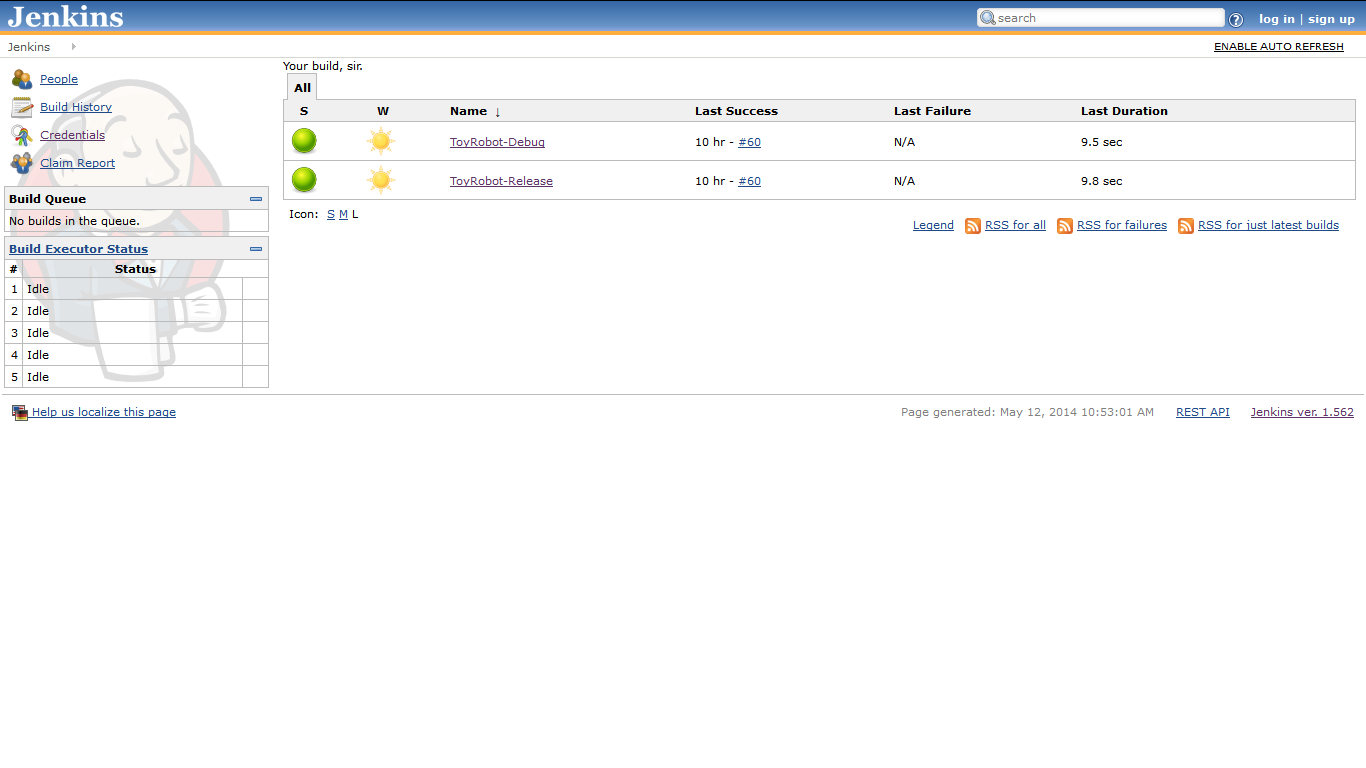 Jenkins
search
log in | sign up
Jenkins
ENABLE AUTO REFRESH
People
Build History
Credentials
Claim Report
Build Queue
No builds in the queue.
Build Executor Status
# Status
1 Idle
2 Idle
3 Idle
4 Idle
5 Idle
Your build, sir.
All
S W Name ↓ Last Success Last Failure Last Duration
ToyRobot-Debug 10 hr - #60 N/A 9.5 sec
ToyRobot-Release 10 hr - #60 N/A 9.8 sec
Icon: S M L
Legend RSS for all RSS for failures RSS for just latest builds
Help us localize this page
Page generated: May 12, 2014 10:53:01 AM REST API Jenkins ver. 1.562